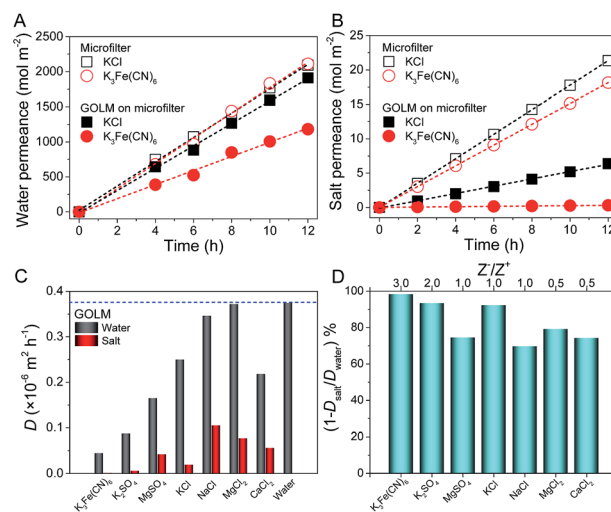 A
Microfilter
KCl
K3Fe(CN)6
GOLM on microfilter
KCl
K3Fe(CN)6
Water permeance (mol m-2)
2500
2000
1500
1000
500
0
0 2 4 6 8 10 12
Time (h)
B
Microfilter
KCl
K3Fe(CN)6
GOLM on microfilter
KCl
K3Fe(CN)6
Salt permeance (mol m-2)
25
20
15
10
5
0
0 2 4 6 8 10 12
Time (h)
C
GOLM
Water
Salt
D (×10-6 m2 h-1)
0.4
0.3
0.2
0.1
0.0
K3Fe(CN)6
K2SO4
MgSO4
KCl
NaCl
MgCl2
CaCl2
Water
D
Z-/Z+
3,0 2,0 1,0 1,0 1,0 0,5 0,5
(1-Dsalt/Dwater) %
100
80
60
40
20
0
K3Fe(CN)6
K2SO4
MgSO4
KCl
NaCl
MgCl2
CaCl2